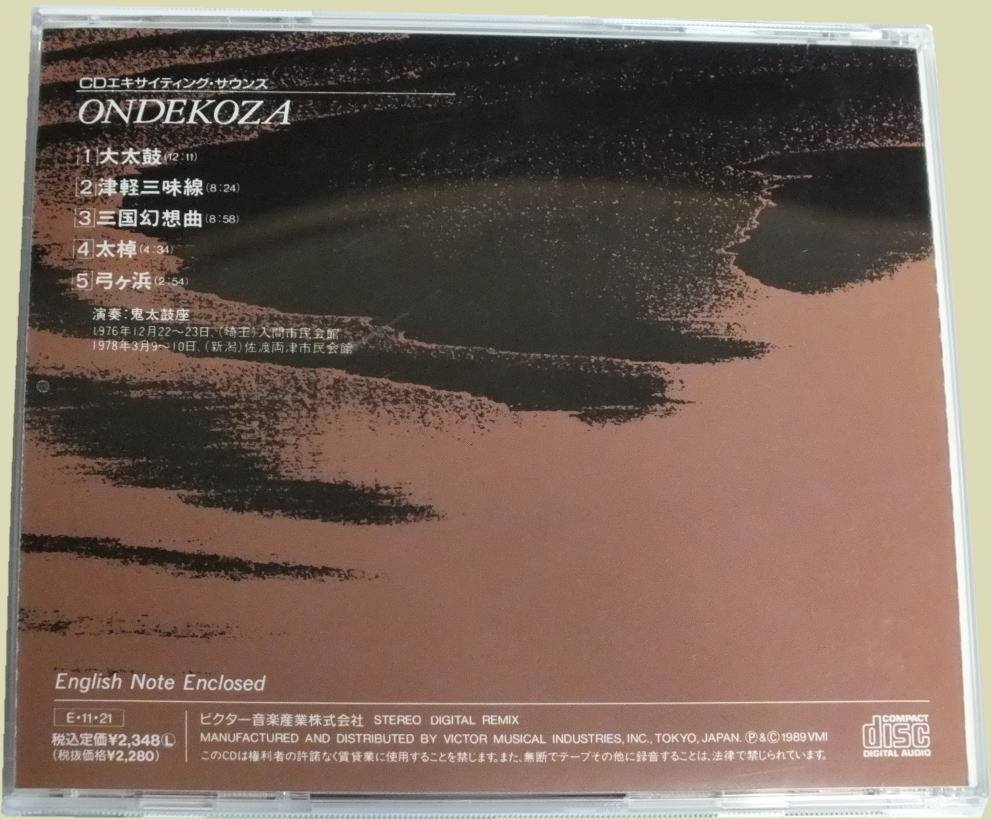 CDエキサイティング・サウンズ
ONDEKOZA
1 大太鼓(12:11)
2 津軽三味線(8:24)
3 三国幻想曲(8:58)
4 太棹(4:34)
5 弓ヶ浜(2:54)
演奏:鬼太鼓座
1976年12月22〜23日、(埼玉)入間市民会館
1978年3月9〜10日、(新潟)佐渡両津市民会館
English Note Enclosed
E・11・21
税込定価¥2,348Ⓛ
(税抜価格¥2,280)
ビクター音楽産業株式会社 STEREO DIGITAL REMIX
MANUFACTURED AND DISTRIBUTED BY VICTOR MUSICAL INDUSTRIES, INC., TOKYO, JAPAN. Ⓟ&Ⓒ 1989 VMI
このCDは権利者の許諾なく賃貸業に使用することを禁じます。また、無断でテープその他に録音することは、法律で禁じられています。
COMPACT
disc
DIGITAL AUDIO